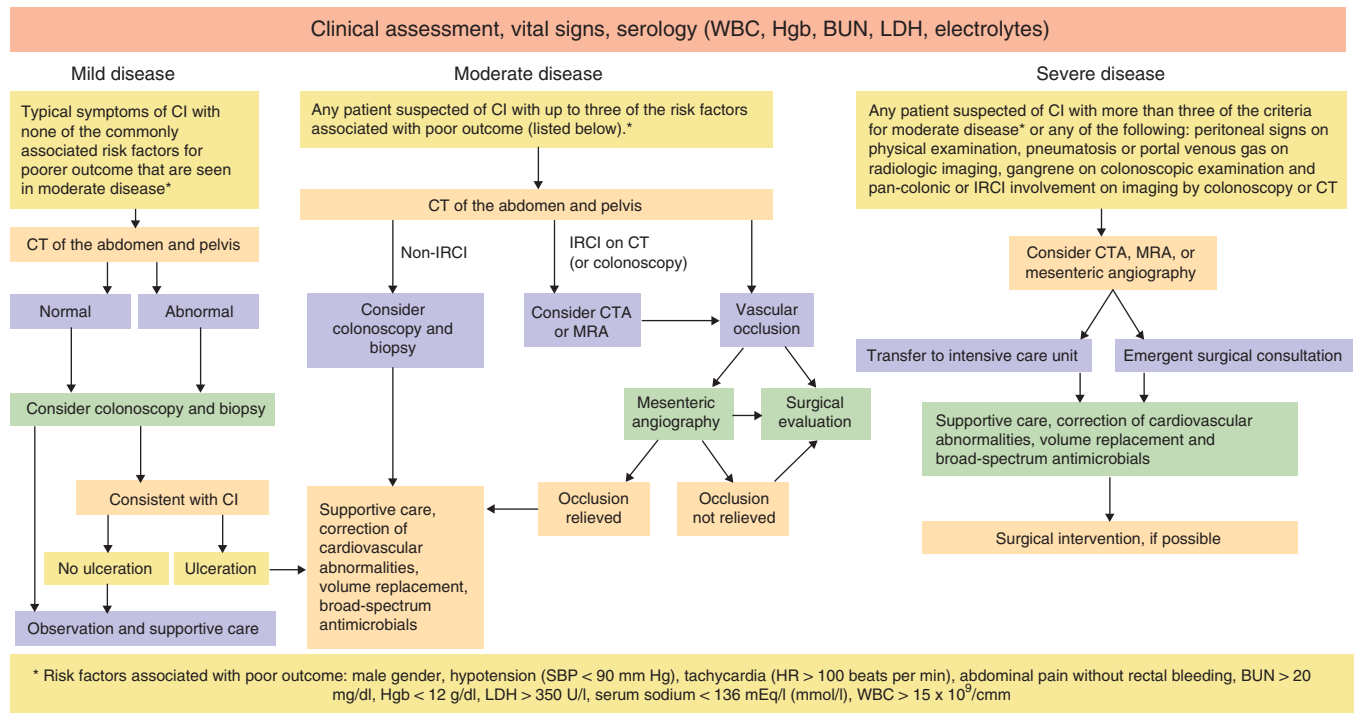 Clinical assessment, vital signs, serology (WBC, Hgb, BUN, LDH, electrolytes)
Mild disease
Typical symptoms of CI with
none of the commonly
associated risk factors for
poorer outcome that are seen
in moderate disease*
CT of the abdomen and pelvis
Normal
Abnormal
Consider colonoscopy and biopsy
Consistent with CI
No ulceration
Ulceration
Observation and supportive care
Moderate disease
Any patient suspected of CI with up to three of the risk factors
associated with poor outcome (listed below).*
CT of the abdomen and pelvis
Non-IRCI
IRCI on CT
(or colonoscopy)
Consider
colonoscopy and
biopsy
Consider CTA
or MRA
Vascular
occlusion
Mesenteric
angiography
Surgical
evaluation
Occlusion
relieved
Occlusion
not relieved
Supportive care,
correction of
cardiovascular
abnormalities,
volume replacement,
broad-spectrum
antimicrobials
Severe disease
Any patient suspected of CI with more than three of the criteria
for moderate disease* or any of the following: peritoneal signs on
physical examination, pneumatosis or portal venous gas on
radiologic imaging, gangrene on colonoscopic examination and
pan-colonic or IRCI involvement on imaging by colonoscopy or CT
Consider CTA, MRA, or
mesenteric angiography
Transfer to intensive care unit
Emergent surgical consultation
Supportive care, correction of cardiovascular
abnormalities, volume replacement and
broad-spectrum antimicrobials
Surgical intervention, if possible
* Risk factors associated with poor outcome: male gender, hypotension (SBP < 90 mm Hg), tachycardia (HR > 100 beats per min), abdominal pain without rectal bleeding, BUN > 20
mg/dl, Hgb < 12 g/dl, LDH > 350 U/l, serum sodium < 136 mEq/l (mmol/l), WBC > 15 x 10⁹/cmm